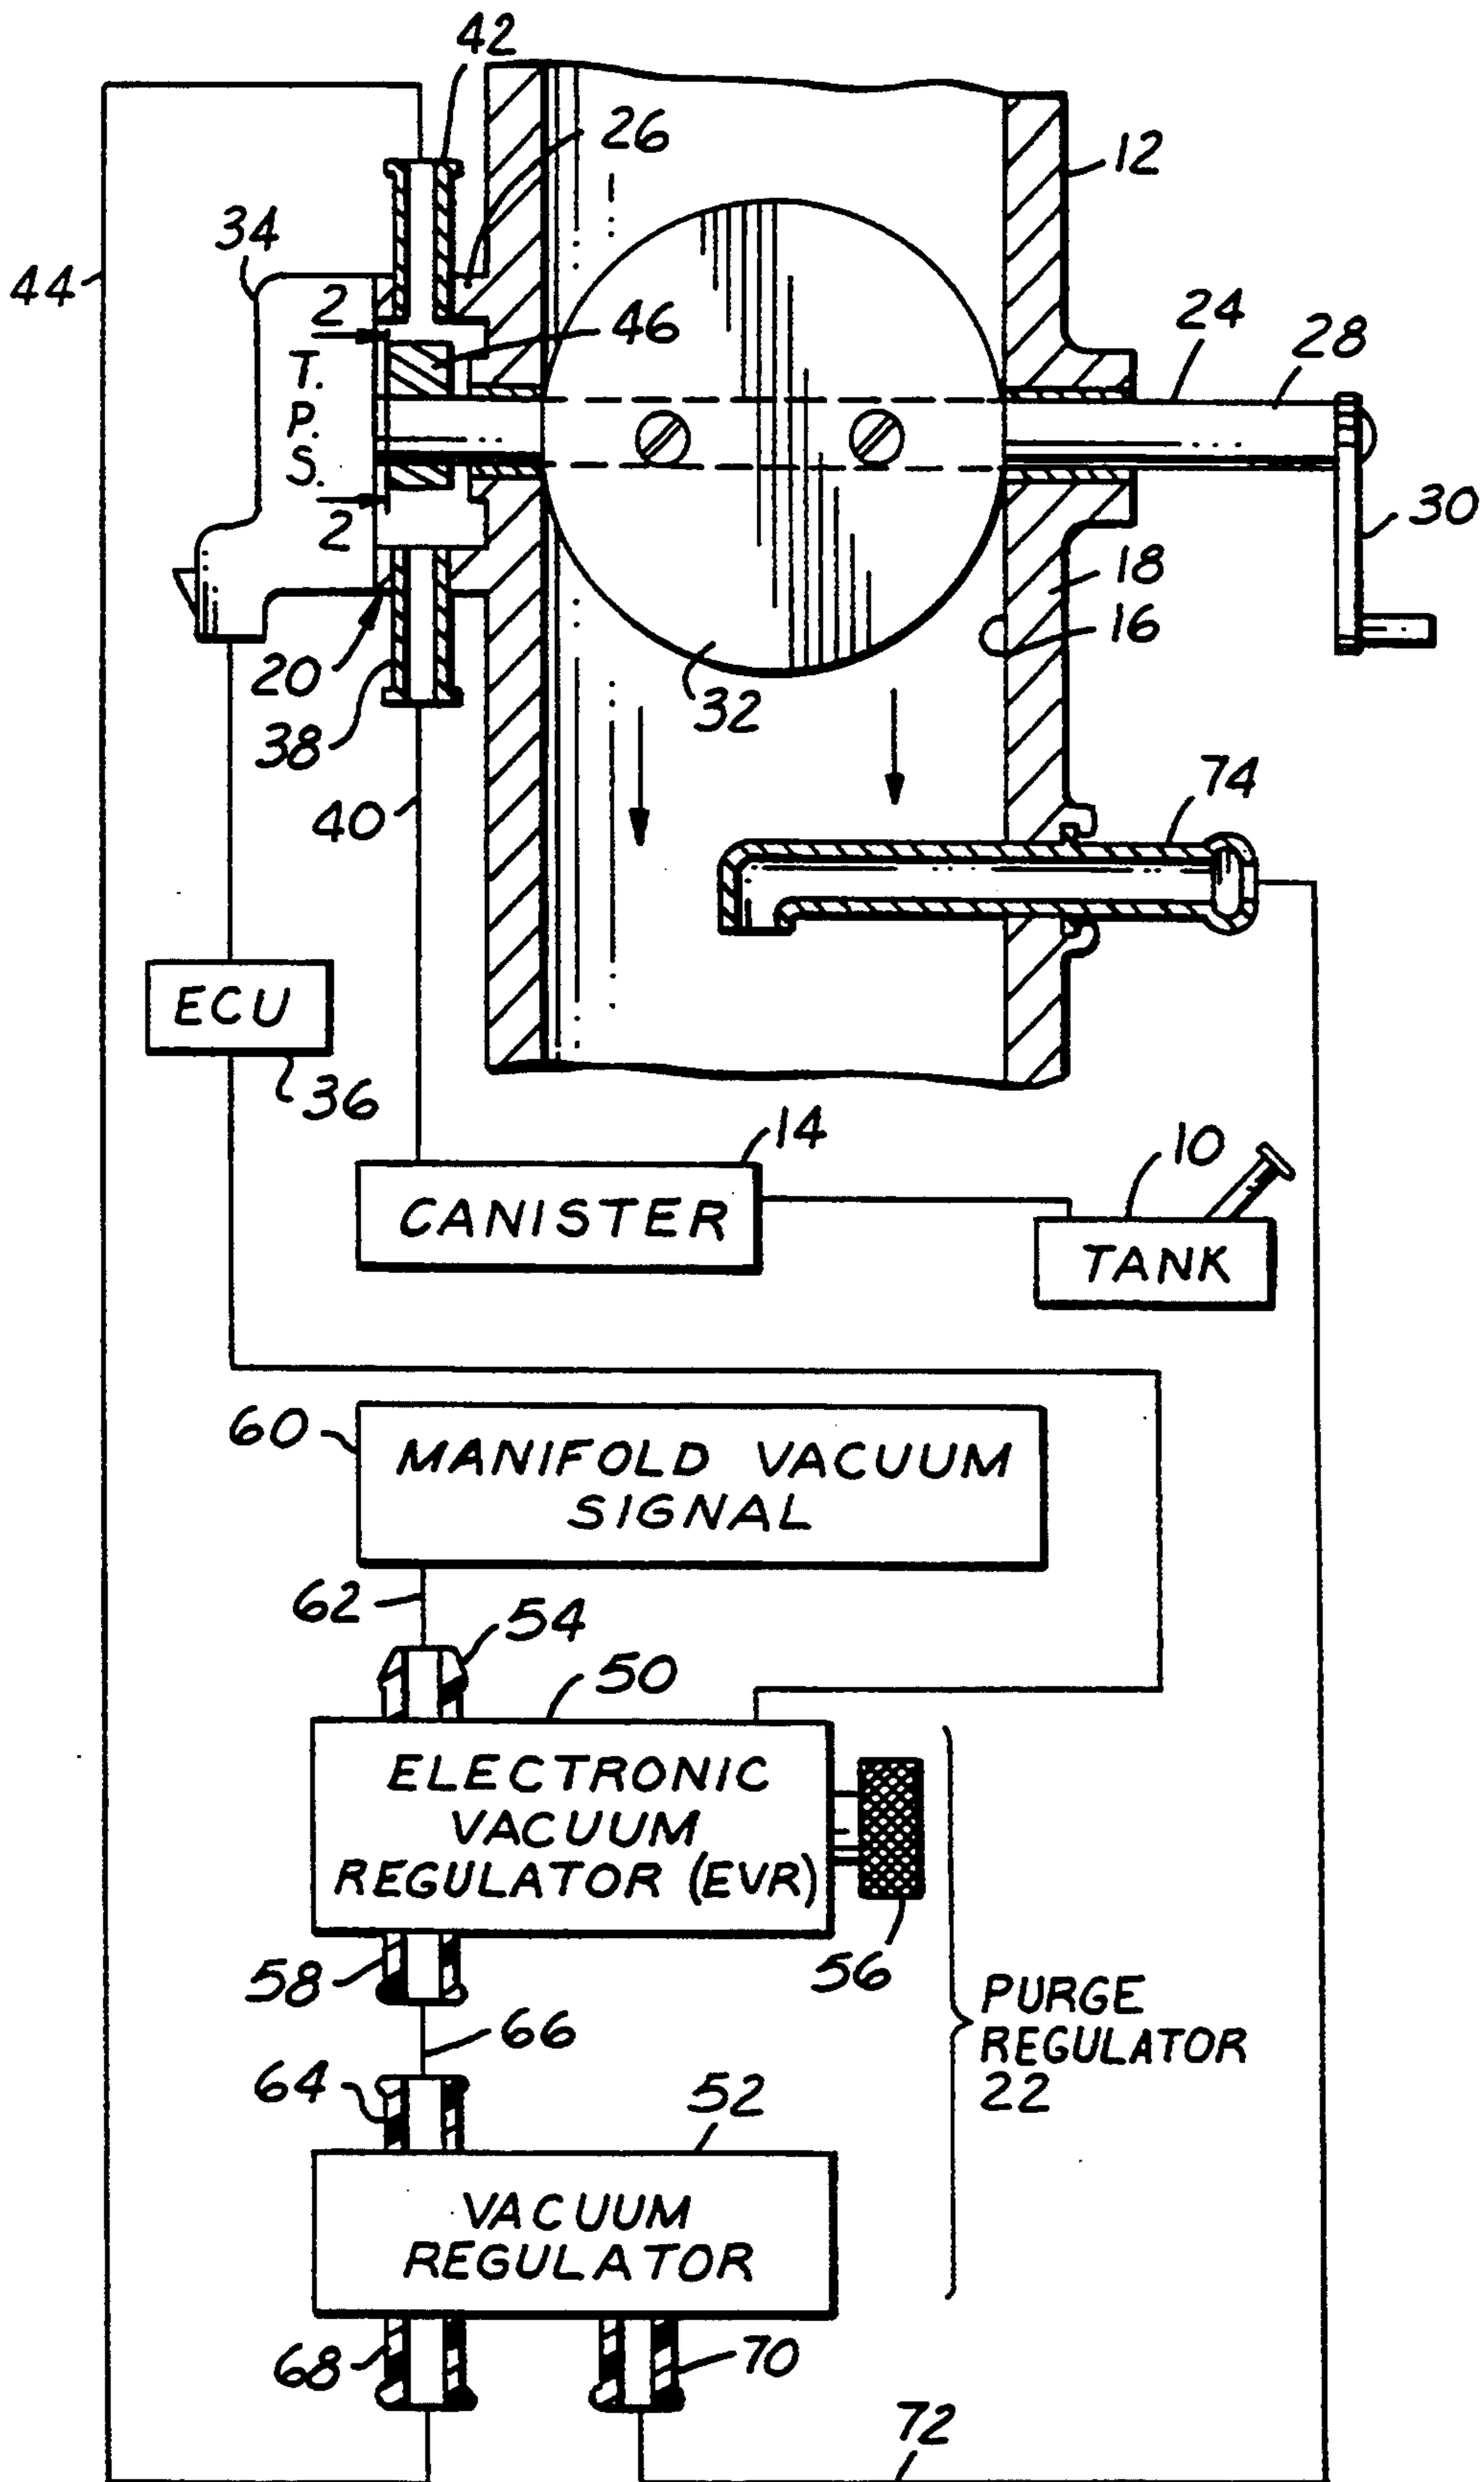 42
26
12
34
44
2
46
24
28
T.
P.
S.
30
2
18
16
20
32
38
74
40
ECU
36
14
10
CANISTER
TANK
60
MANIFOLD VACUUM
SIGNAL
62
54
50
ELECTRONIC
VACUUM
REGULATOR (EVR)
58
56
PURGE
REGULATOR
22
66
64
52
VACUUM
REGULATOR
68
70
72